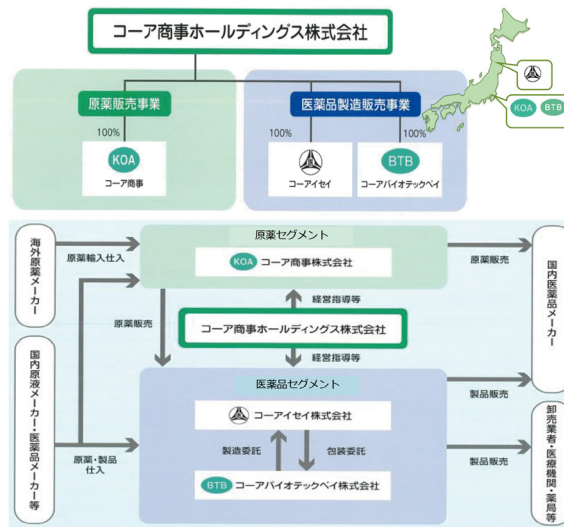 コーア商事ホールディングス株式会社
原薬販売事業
医薬品製造販売事業
100%
100%
100%
KOA
コーア商事
コーアイセイ
BTB
コーアバイオテックベイ
KOA
BTB
海外原薬メーカー
原薬輸入仕入
原薬セグメント
KOA コーア商事株式会社
原薬販売
国内医薬品メーカー
原薬販売
経営指導等
コーア商事ホールディングス株式会社
経営指導等
国内原液メーカー・医薬品メーカー等
原薬・製品
仕入
医薬品セグメント
コーアイセイ株式会社
製造委託
包装委託
BTB コーアバイオテックベイ株式会社
製品販売
製品販売
卸売業者・医療機関・薬局等